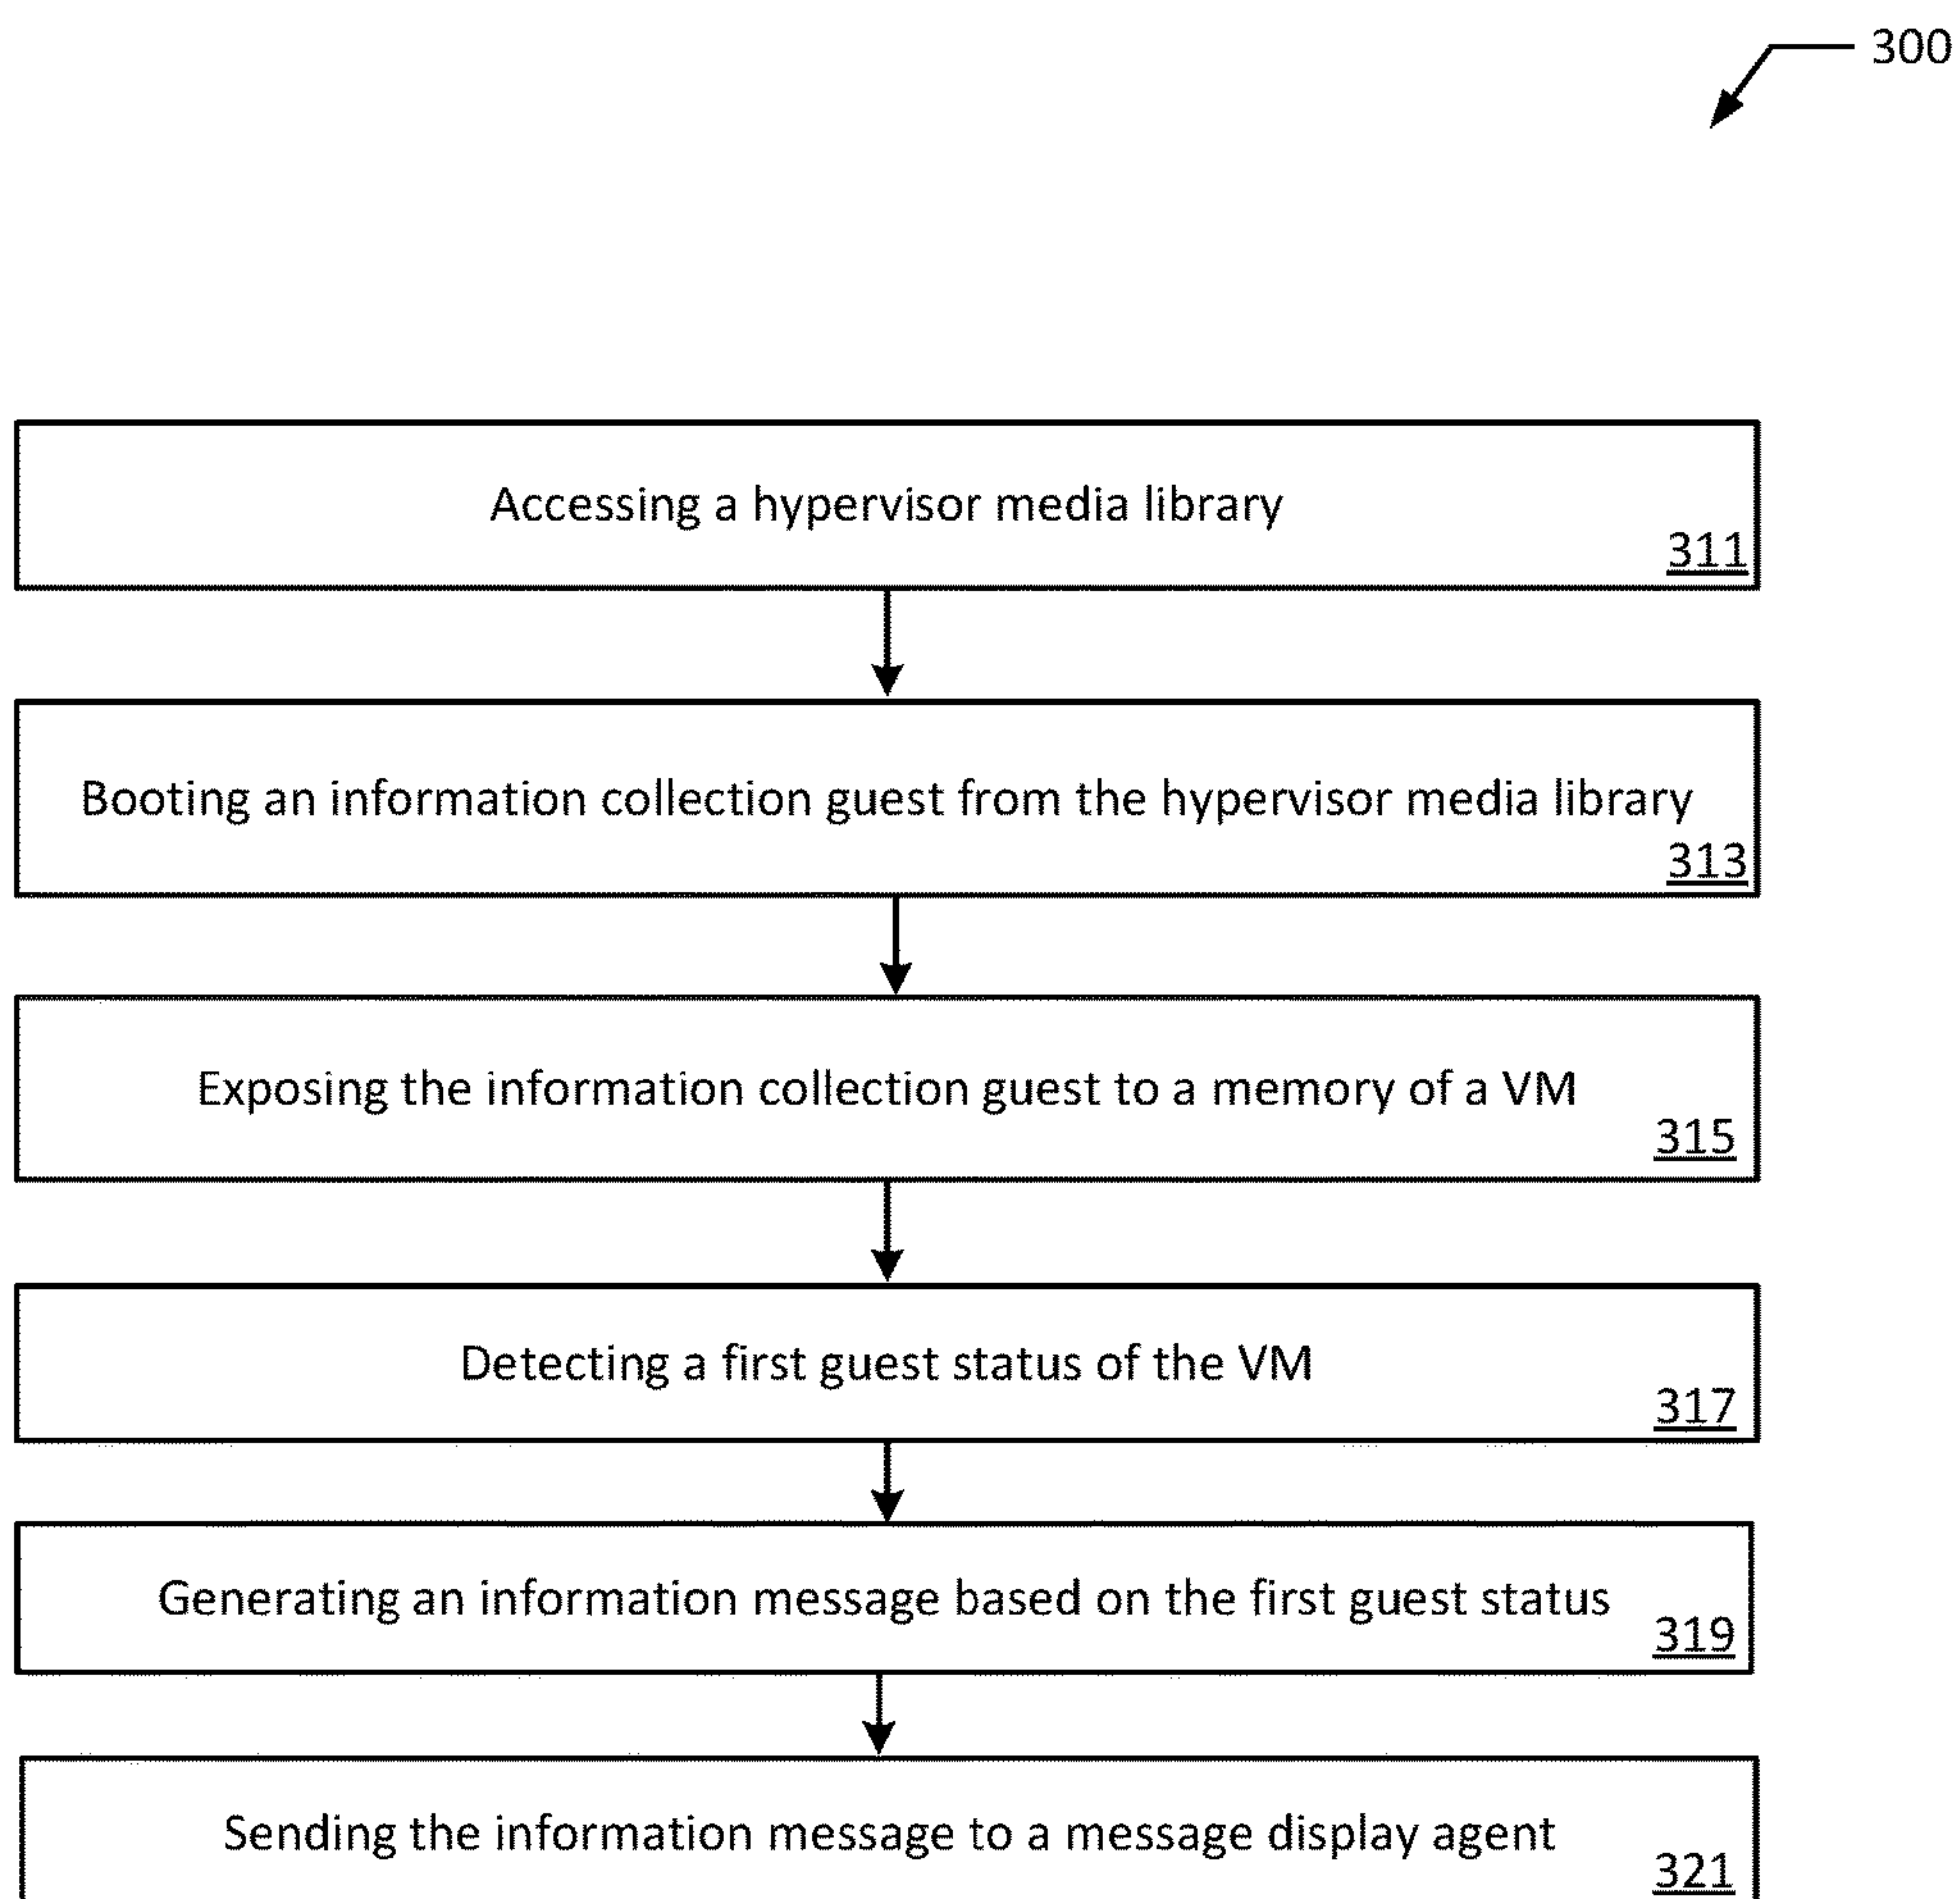 300
Accessing a hypervisor media library
311
Booting an information collection guest from the hypervisor media library
313
Exposing the information collection guest to a memory of a VM
315
Detecting a first guest status of the VM
317
Generating an information message based on the first guest status
319
Sending the information message to a message display agent
321